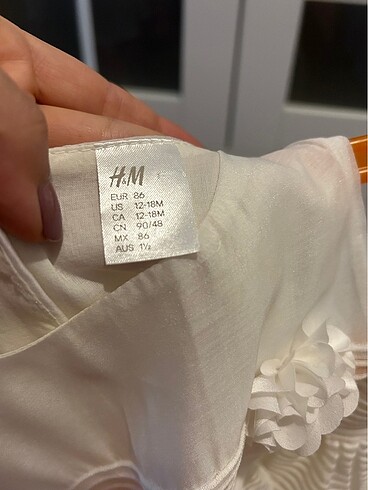 H&M
EUR 86
US 12-18M
CA 12-18M
CN 90/48
MX 86
AUS 1½